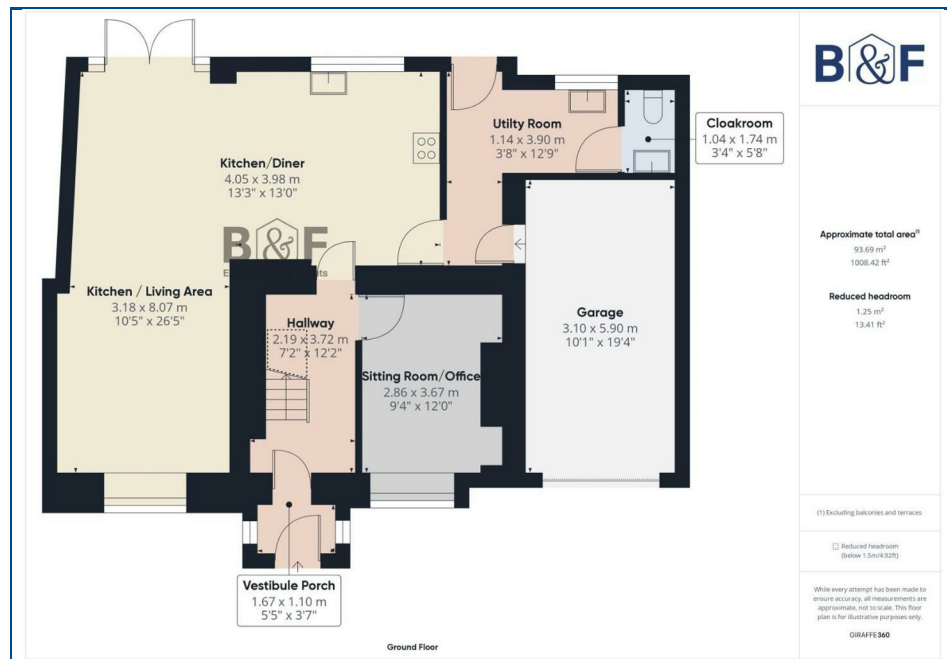 B&F
Kitchen/Diner
4.05 x 3.98 m
13'3" x 13'0"
B&F
Utilty Room
1.14 x 3.90 m
3'8" x 12'9"
Cloakroom
1.04 x 1.74 m
3'4" x 5'8"
Kitchen / Living Area
3.18 x 8.07 m
10'5" x 26'5"
Hallway
2.19 x 3.72 m
7'2" x 12'2"
Sitting Room/Office
2.86 x 3.67 m
9'4" x 12'0"
Garage
3.10 x 5.90 m
10'1" x 19'4"
Vestibule Porch
1.67 x 1.10 m
5'5" x 3'7"
Ground Floor
Approximate total area(1)
93.69 m²
1008.42 ft²
Reduced headroom
1.25 m²
13.41 ft²
(1) Excluding balconies and terraces
Reduced headroom
(below 1.5m/4.92ft)
While every attempt has been made to
ensure accuracy, all measurements are
approximate, not to scale. This floor
plan is for illustrative purposes only.
GIRAFFE360